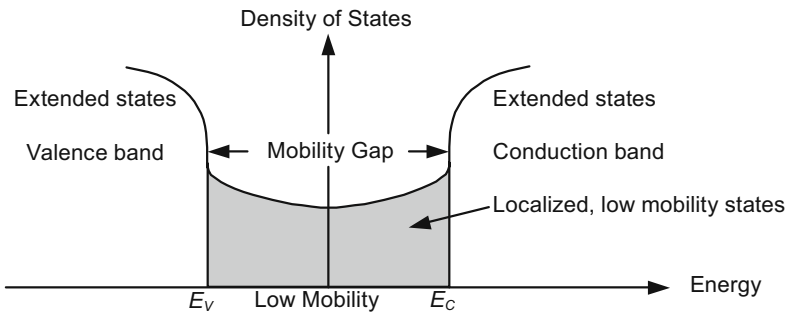 Density of States
Extended states
Extended states
Valence band
Mobility Gap
Conduction band
Localized, low mobility states
Energy
E_V
Low Mobility
E_C